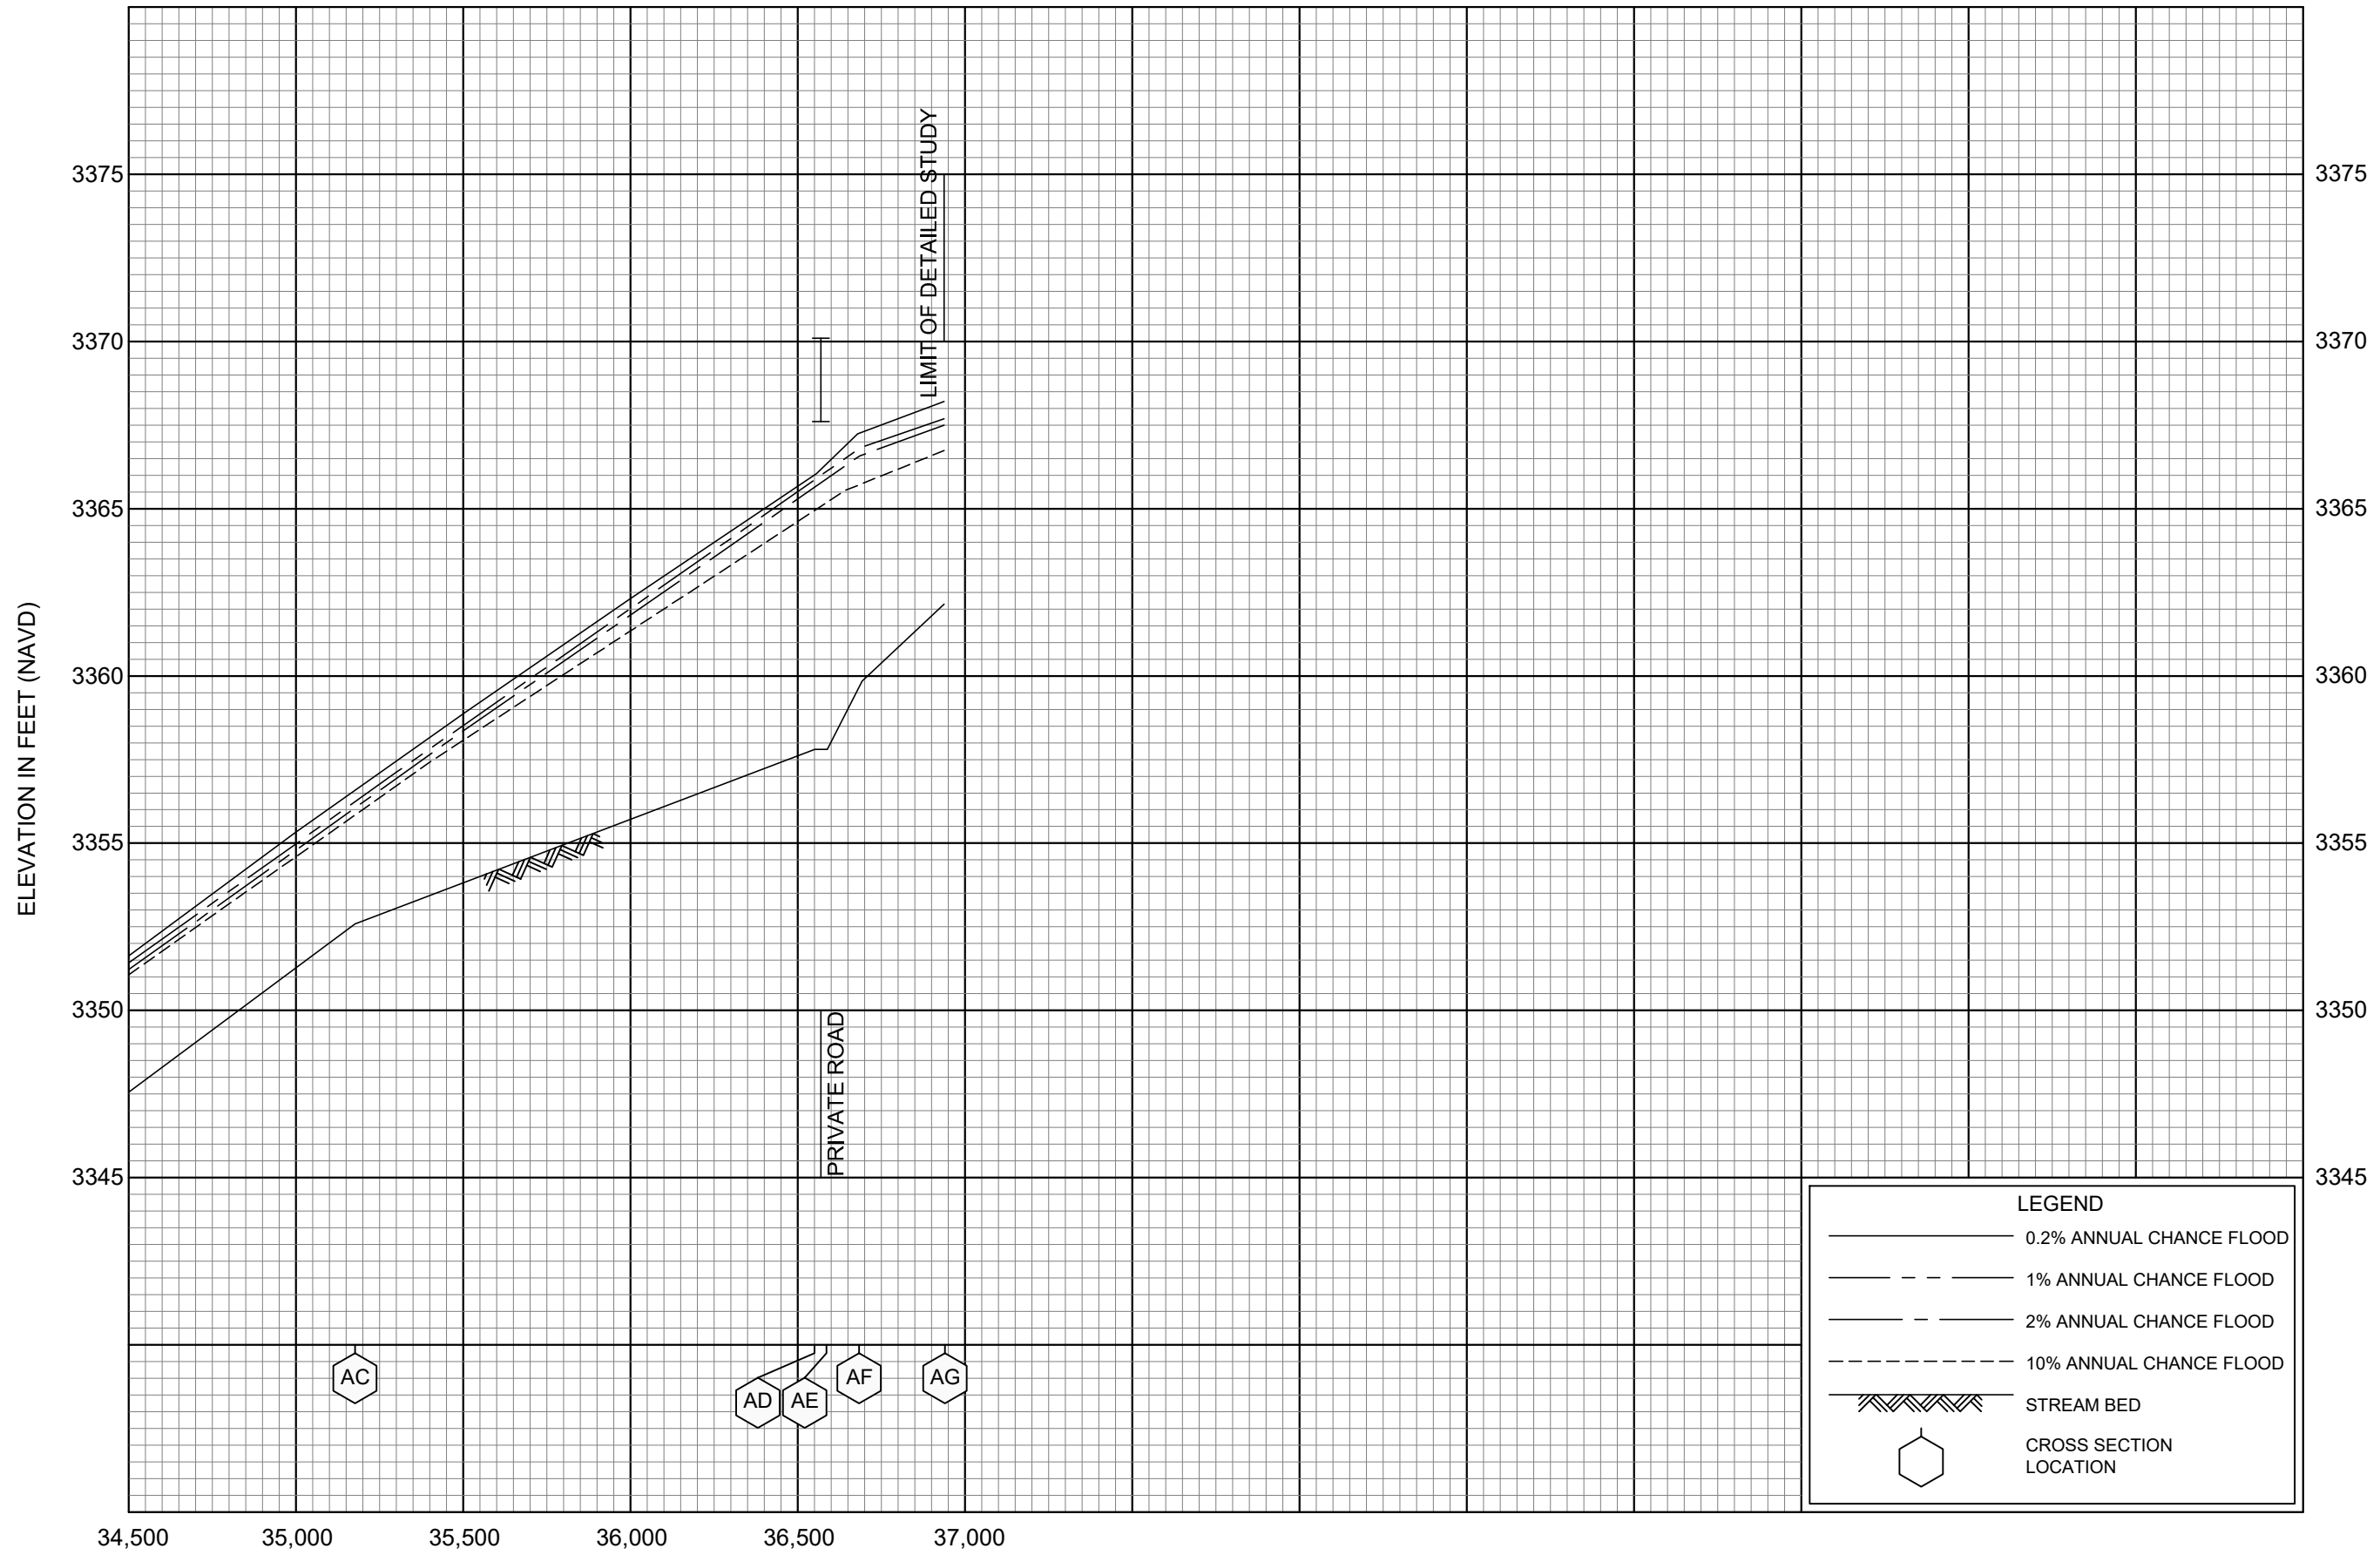 LIMIT OF DETAILED STUDY
3375
3375
3370
3370
3365
3365
ELEVATION IN FEET (NAVD)
3360
3360
3355
3355
3350
3350
PRIVATE ROAD
3345
3345
LEGEND
0.2% ANNUAL CHANCE FLOOD
1% ANNUAL CHANCE FLOOD
2% ANNUAL CHANCE FLOOD
10% ANNUAL CHANCE FLOOD
STREAM BED
CROSS SECTION
LOCATION
AC
AD
AE
AF
AG
34,500
35,000
35,500
36,000
36,500
37,000